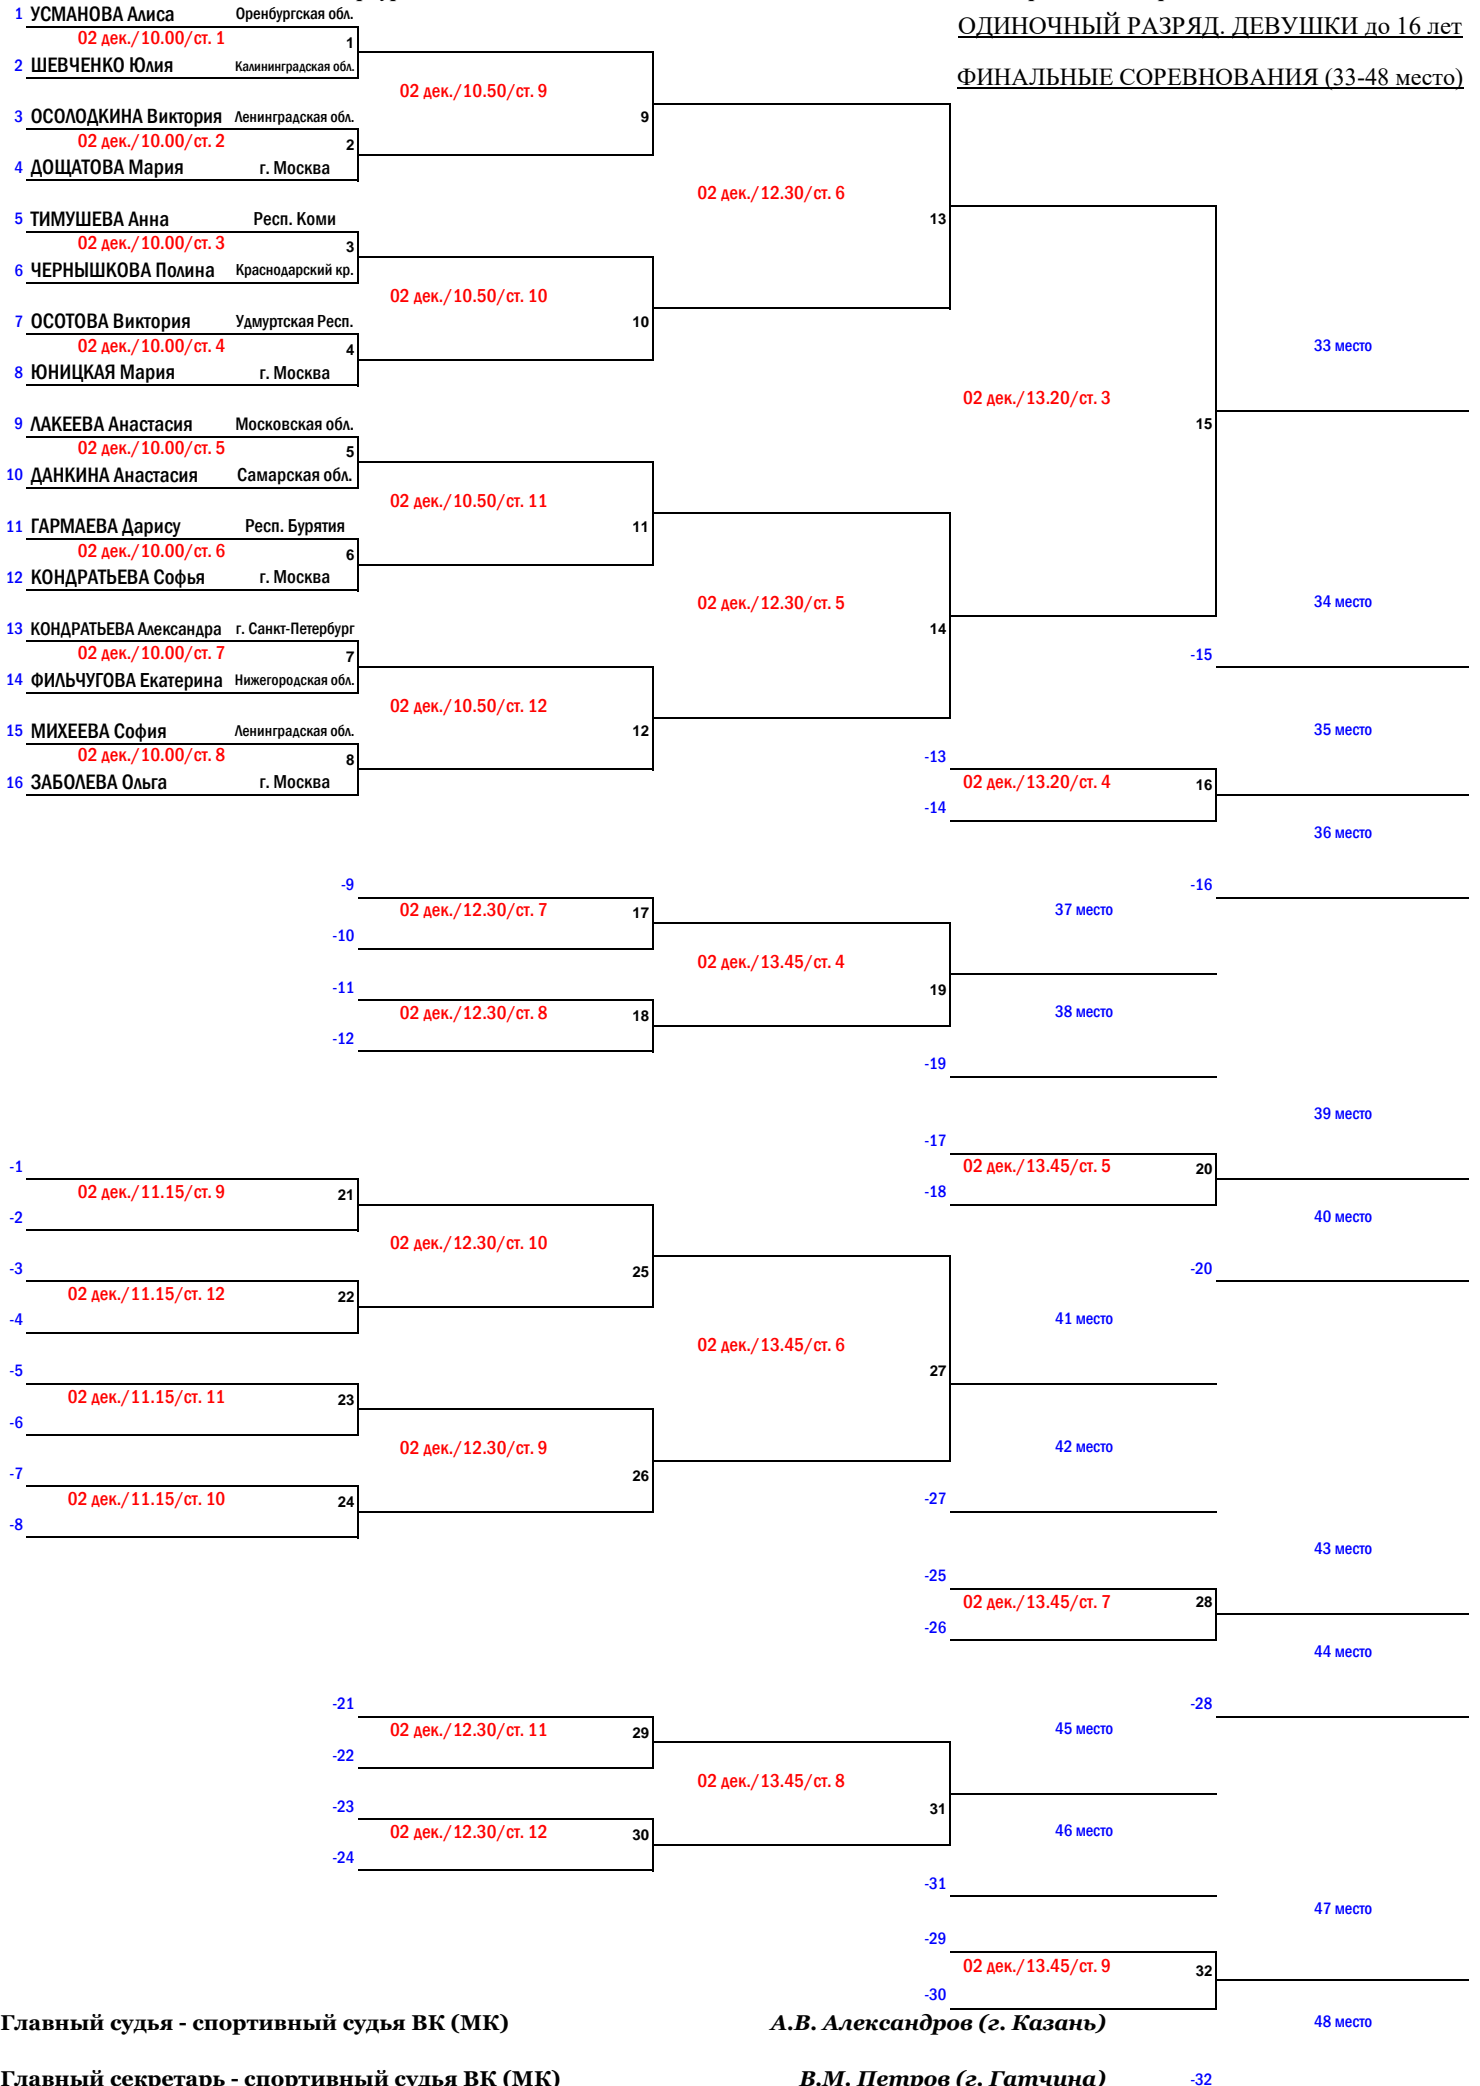 1 УСМАНОВА Алиса Оренбургская обл.
ОДИНОЧНЫЙ РАЗРЯД. ДЕВУШКИ до 16 лет
02 дек./10.00/ст. 1 1
2 ШЕВЧЕНКО Юлия Калининградская обл.
ФИНАЛЬНЫЕ СОРЕВНОВАНИЯ (33-48 место)
02 дек./10.50/ст. 9
3 ОСОЛОДКИНА Виктория Ленинградская обл. 9
02 дек./10.00/ст. 2 2
4 ДОЩАТОВА Мария г. Москва
02 дек./12.30/ст. 6
5 ТИМУШЕВА Анна Респ. Коми 13
02 дек./10.00/ст. 3 3
6 ЧЕРНЫШКОВА Полина Краснодарский кр.
02 дек./10.50/ст. 10
7 ОСОТОВА Виктория Удмуртская Респ. 10
02 дек./10.00/ст. 4 4 33 место
8 ЮНИЦКАЯ Мария г. Москва
02 дек./13.20/ст. 3
9 ЛАКЕЕВА Анастасия Московская обл. 15
02 дек./10.00/ст. 5 5
10 ДАНКИНА Анастасия Самарская обл.
02 дек./10.50/ст. 11
11 ГАРМАЕВА Дарису Респ. Бурятия 11
02 дек./10.00/ст. 6 6
12 КОНДРАТЬЕВА Софья г. Москва
02 дек./12.30/ст. 5 34 место
13 КОНДРАТЬЕВА Александра г. Санкт-Петербург 14
02 дек./10.00/ст. 7 7 -15
14 ФИЛЬЧУГОВА Екатерина Нижегородская обл.
02 дек./10.50/ст. 12
15 МИХЕЕВА София Ленинградская обл. 12 35 место
02 дек./10.00/ст. 8 8 -13
16 ЗАБОЛЕВА Ольга г. Москва 02 дек./13.20/ст. 4 16
-14
36 место
-9 -16
02 дек./12.30/ст. 7 17 37 место
-10
02 дек./13.45/ст. 4
-11 19
02 дек./12.30/ст. 8 18 38 место
-12
-19
39 место
-17
-1 02 дек./13.45/ст. 5 20
02 дек./11.15/ст. 9 21 -18
-2 40 место
02 дек./12.30/ст. 10
-3 25 -20
02 дек./11.15/ст. 12 22
-4 41 место
02 дек./13.45/ст. 6
-5 27
02 дек./11.15/ст. 11 23
-6
02 дек./12.30/ст. 9 42 место
-7 26
02 дек./11.15/ст. 10 24 -27
-8
43 место
-25
02 дек./13.45/ст. 7 28
-26
44 место
-21 -28
02 дек./12.30/ст. 11 29 45 место
-22
02 дек./13.45/ст. 8
-23 31
02 дек./12.30/ст. 12 30 46 место
-24
-31
47 место
-29
02 дек./13.45/ст. 9 32
-30
Главный судья - спортивный судья ВК (МК) А.В. Александров (г. Казань) 48 место
Главный секретарь - спортивный судья ВК (МК) В.М. Петров (г. Гатчина) -32